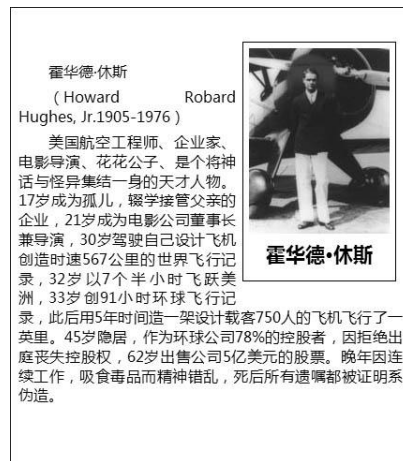 霍华德·休斯
（Howard Robard
Hughes, Jr.1905-1976）
美国航空工程师、企业家、
电影导演、花花公子、是个将神
话与怪异集结一身的天才人物。
17岁成为孤儿，辍学接管父亲的
企业，21岁成为电影公司董事长
兼导演，30岁驾驶自己设计飞机
创造时速567公里的世界飞行记
录，32岁以7个半小时飞跃美
洲，33岁创91小时环球飞行记
录，此后用5年时间造一架设计载客750人的飞机飞行了一
英里。45岁隐居，作为环球公司78%的控股者，因拒绝出
庭丧失控股权，62岁出售公司5亿美元的股票。晚年因连
续工作，吸食毒品而精神错乱，死后所有遗嘱都被证明系
伪造。
霍华德•休斯